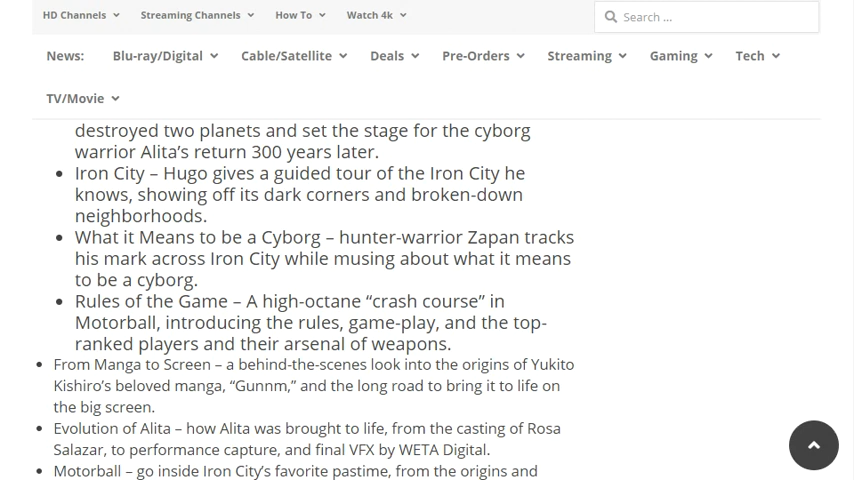 HD Channels
Streaming Channels
How To
Watch 4k
Search ...
News:
Blu-ray/Digital
Cable/Satellite
Deals
Pre-Orders
Streaming
Gaming
Tech
TV/Movie
destroyed two planets and set the stage for the cyborg
warrior Alita’s return 300 years later.
Iron City – Hugo gives a guided tour of the Iron City he
knows, showing off its dark corners and broken-down
neighborhoods.
What it Means to be a Cyborg – hunter-warrior Zapan tracks
his mark across Iron City while musing about what it means
to be a cyborg.
Rules of the Game – A high-octane “crash course” in
Motorball, introducing the rules, game-play, and the top-
ranked players and their arsenal of weapons.
From Manga to Screen – a behind-the-scenes look into the origins of Yukito
Kishiro’s beloved manga, “Gunnm,” and the long road to bring it to life on
the big screen.
Evolution of Alita – how Alita was brought to life, from the casting of Rosa
Salazar, to performance capture, and final VFX by WETA Digital.
Motorball – go inside Iron City’s favorite pastime, from the origins and